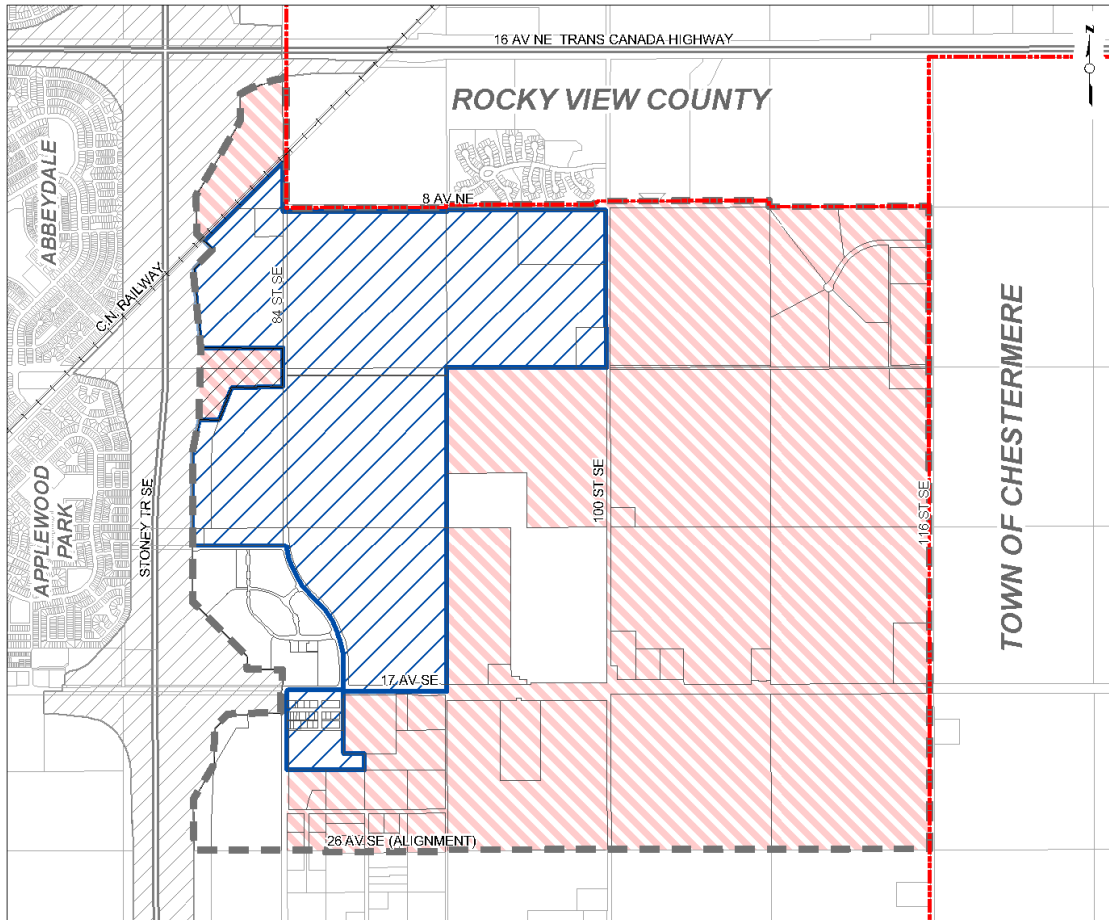 16 AV NE TRANS CANADA HIGHWAY
N
ROCKY VIEW COUNTY
ABBEYDALE
8 AV NE
C.N. RAILWAY
84 ST SE
TOWN OF CHESTERMERE
APPLEWOOD
PARK
STONEY TR SE
100 ST SE
116 ST SE
17 AV SE
26 AV SE (ALIGNMENT)